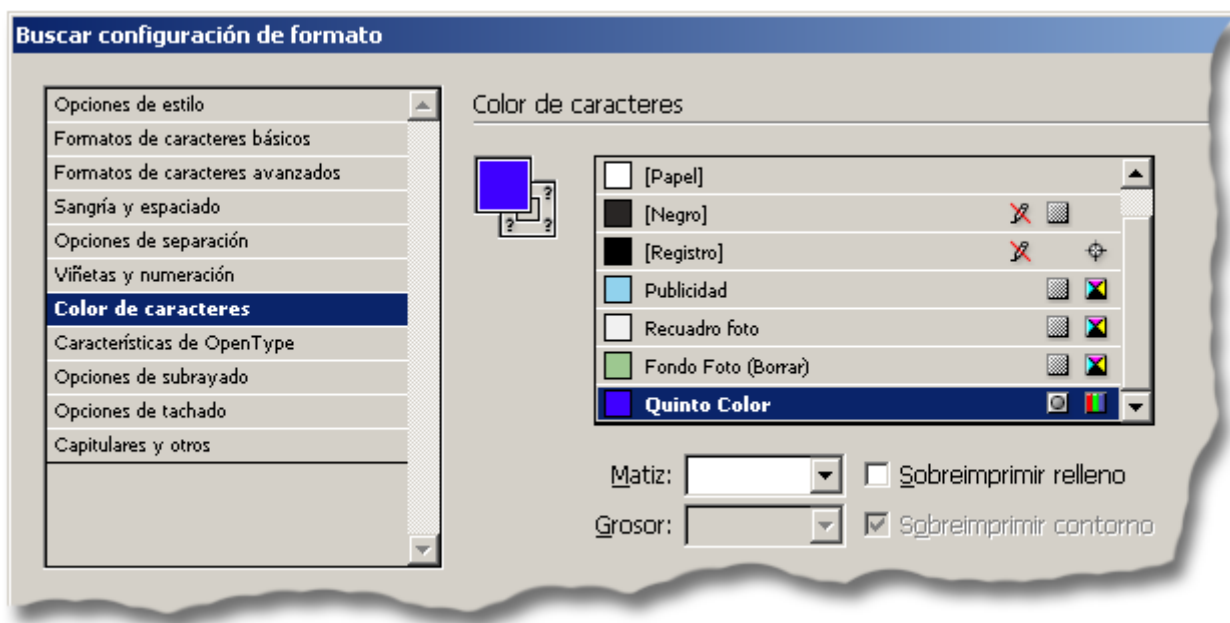 Buscar configuración de formato
Opciones de estilo
Formatos de caracteres básicos
Formatos de caracteres avanzados
Sangría y espaciado
Opciones de separación
Viñetas y numeración
Color de caracteres
Características de OpenType
Opciones de subrayado
Opciones de tachado
Capitulares y otros
Color de caracteres
? ? ?
[Papel]
[Negro]
[Registro]
Publicidad
Recuadro foto
Fondo Foto (Borrar)
Quinto Color
Matiz:
Sobreimprimir relleno
Grosor:
Sobreimprimir contorno